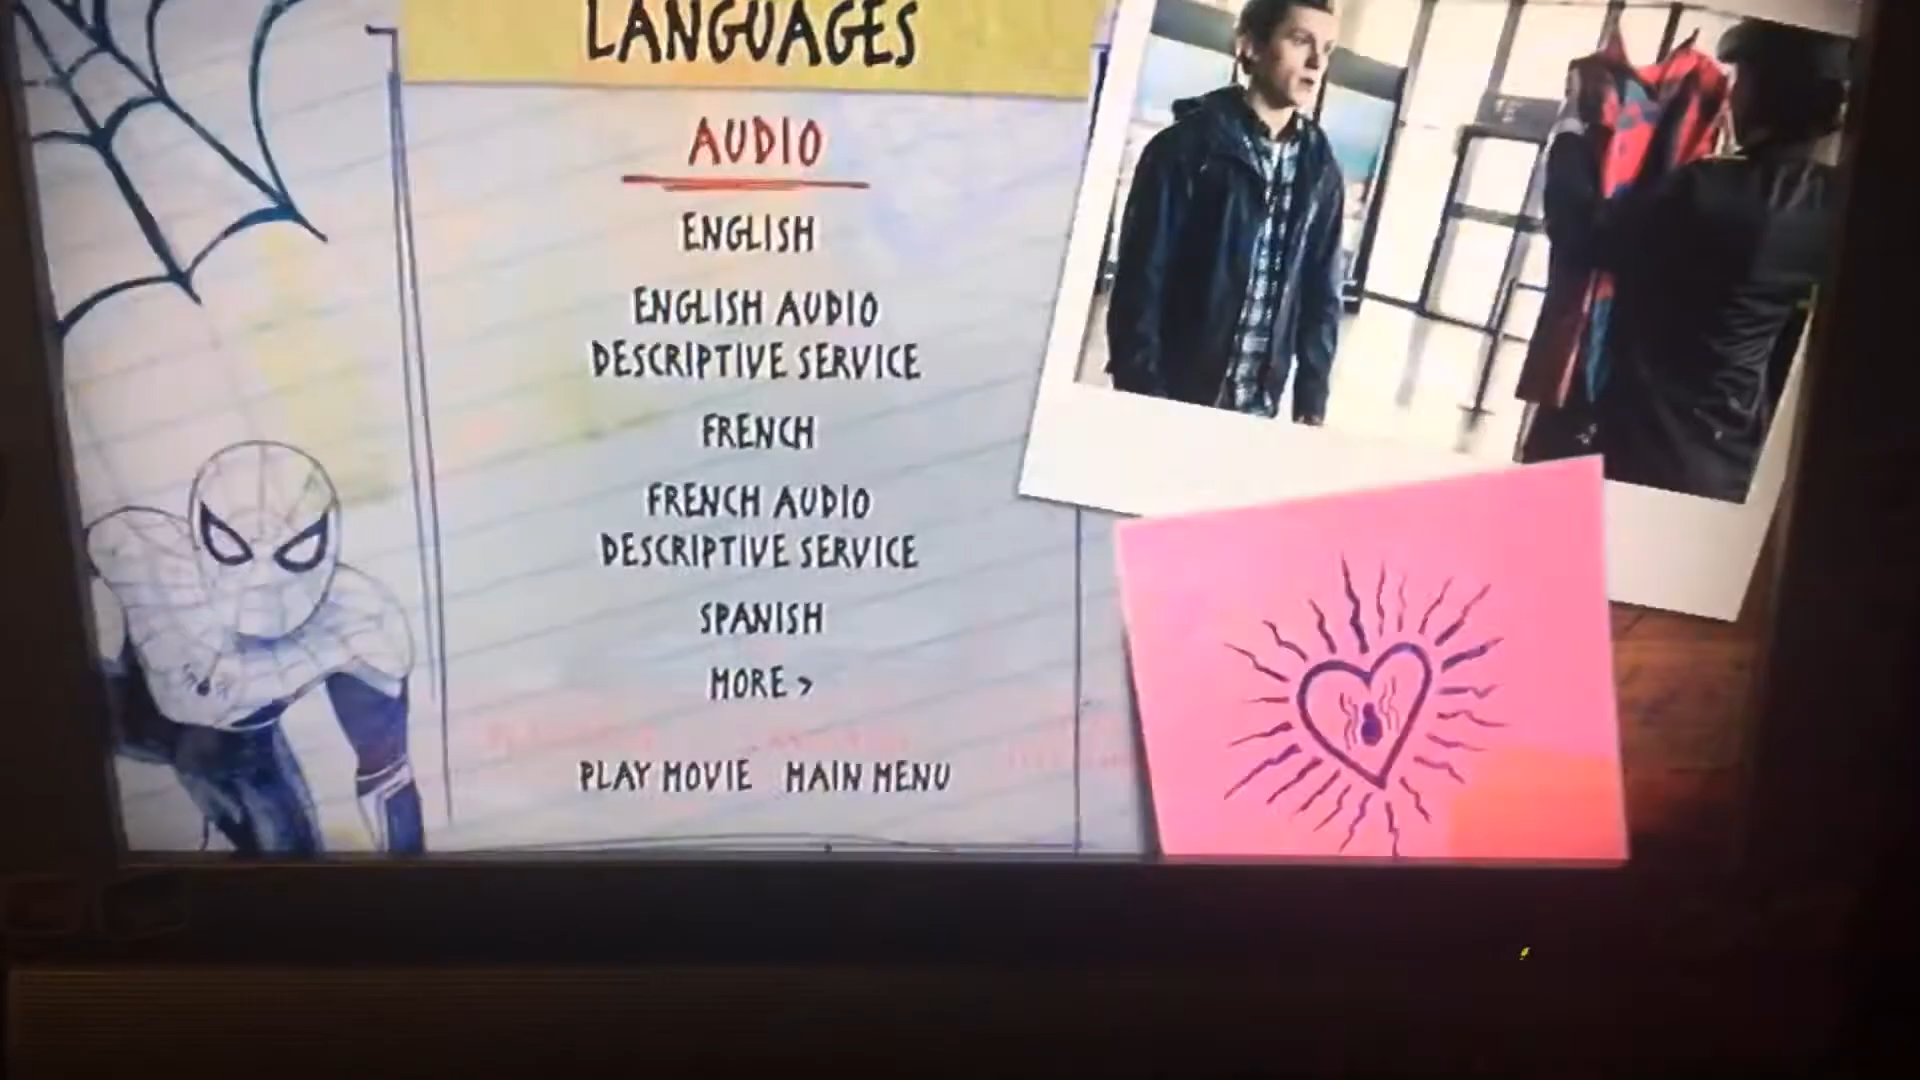 LANGUAGES
AUDIO
ENGLISH
ENGLISH AUDIO
DESCRIPTIVE SERVICE
FRENCH
FRENCH AUDIO
DESCRIPTIVE SERVICE
SPANISH
MORE >
PLAY MOVIE MAIN MENU